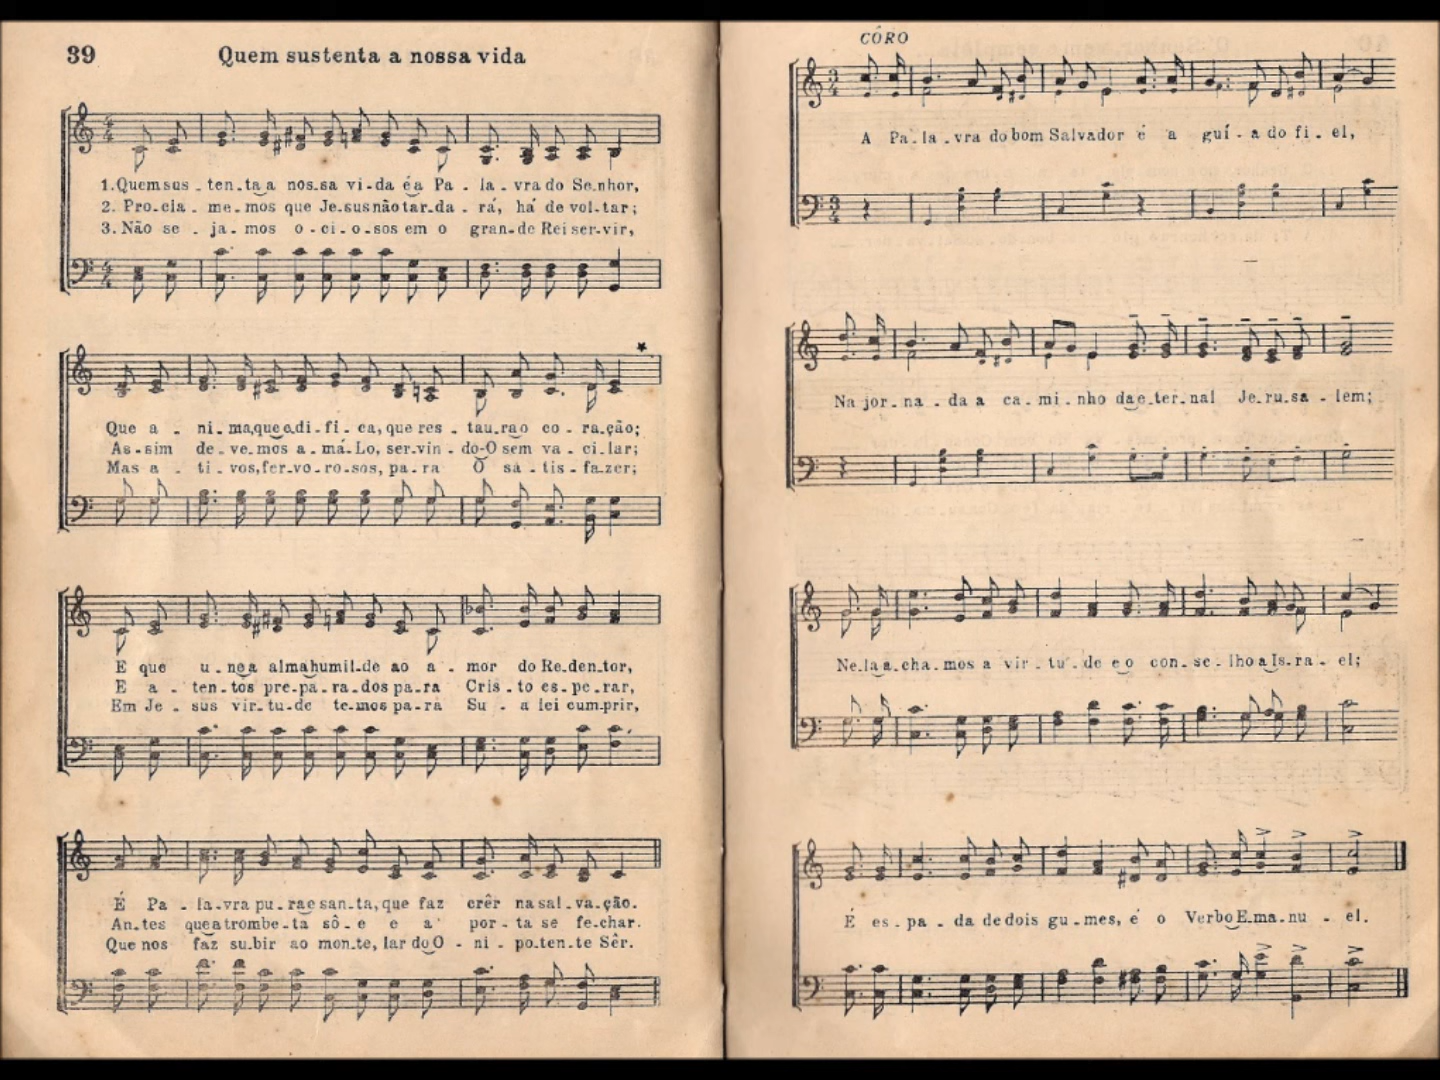 39 Quem sustenta a nossa vida
1. Quem sus - ten - ta a nos - sa vi - da é a Pa - la - vra do Se - nhor,
2. Pro - cla - me - mos que Je - sus não tar - da - rá, há de vol - tar;
3. Não se - ja - mos o - ci - o - sos em o gran - de Rei ser - vir,
Que a - ni - ma, que e - di - fi - ca, que res - tau - ra o co - ra - ção;
As - sim de - ve - mos a - má - Lo, ser - vin - do - O sem va - ci - lar;
Mas a - ti - vos, fer - vo - ro - sos, pa - ra O sa - tis - fa - zer;
E que u - ne a alma humil - de ao a - mor do Re - den - tor,
E a - ten - tos pre - pa - ra - dos pa - ra Cris - to es - pe - rar,
Em Je - sus vir - tu - de te - mos pa - ra Su - a lei cum - prir,
É Pa - la - vra pu - ra e san - ta, que faz crêr na sal - va - ção.
An - tes que a trombe - ta sô - e e a por - ta se fe - char.
Que nos faz su - bir ao mon - te, lar do O - ni - po - ten - te Sêr.
CÔRO
A Pa - la - vra do bom Salvador é a guí - a do fi - el,
Na jor - na - da a ca - mi - nho da e - ter - nal Je - ru - sa - lem;
Ne - la a - cha - mos a vir - tu - de e o con - se - lho a Is - ra - el;
É es - pa - da de dois gu - mes, é o Verbo E - ma - nu - el.